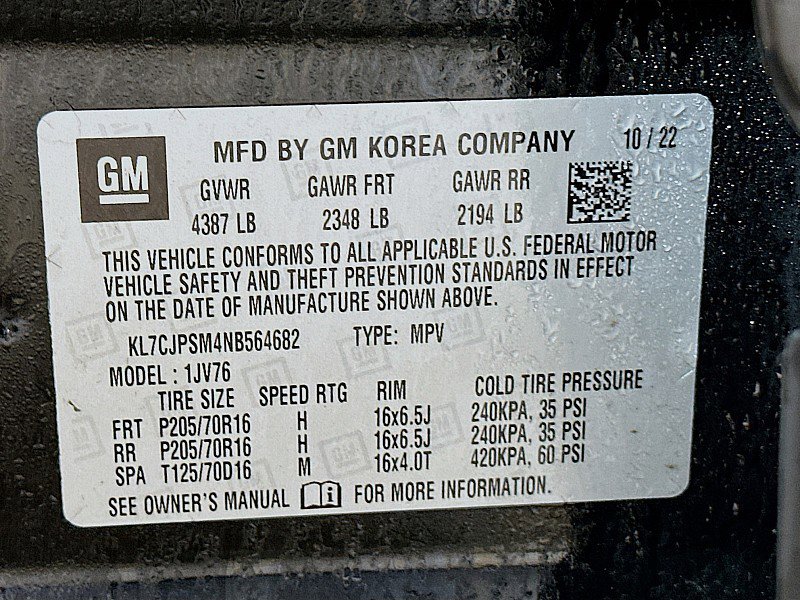 GM
MFD BY GM KOREA COMPANY 10/22
GVWR GAWR FRT GAWR RR
4387 LB 2348 LB 2194 LB
THIS VEHICLE CONFORMS TO ALL APPLICABLE U.S. FEDERAL MOTOR
VEHICLE SAFETY AND THEFT PREVENTION STANDARDS IN EFFECT
ON THE DATE OF MANUFACTURE SHOWN ABOVE.
KL7CJPSM4NB564682 TYPE: MPV
MODEL : 1JV76
TIRE SIZE SPEED RTG RIM COLD TIRE PRESSURE
FRT P205/70R16 H 16x6.5J 240KPA, 35 PSI
RR P205/70R16 H 16x6.5J 240KPA, 35 PSI
SPA T125/70D16 M 16x4.0T 420KPA, 60 PSI
SEE OWNER'S MANUAL i FOR MORE INFORMATION.